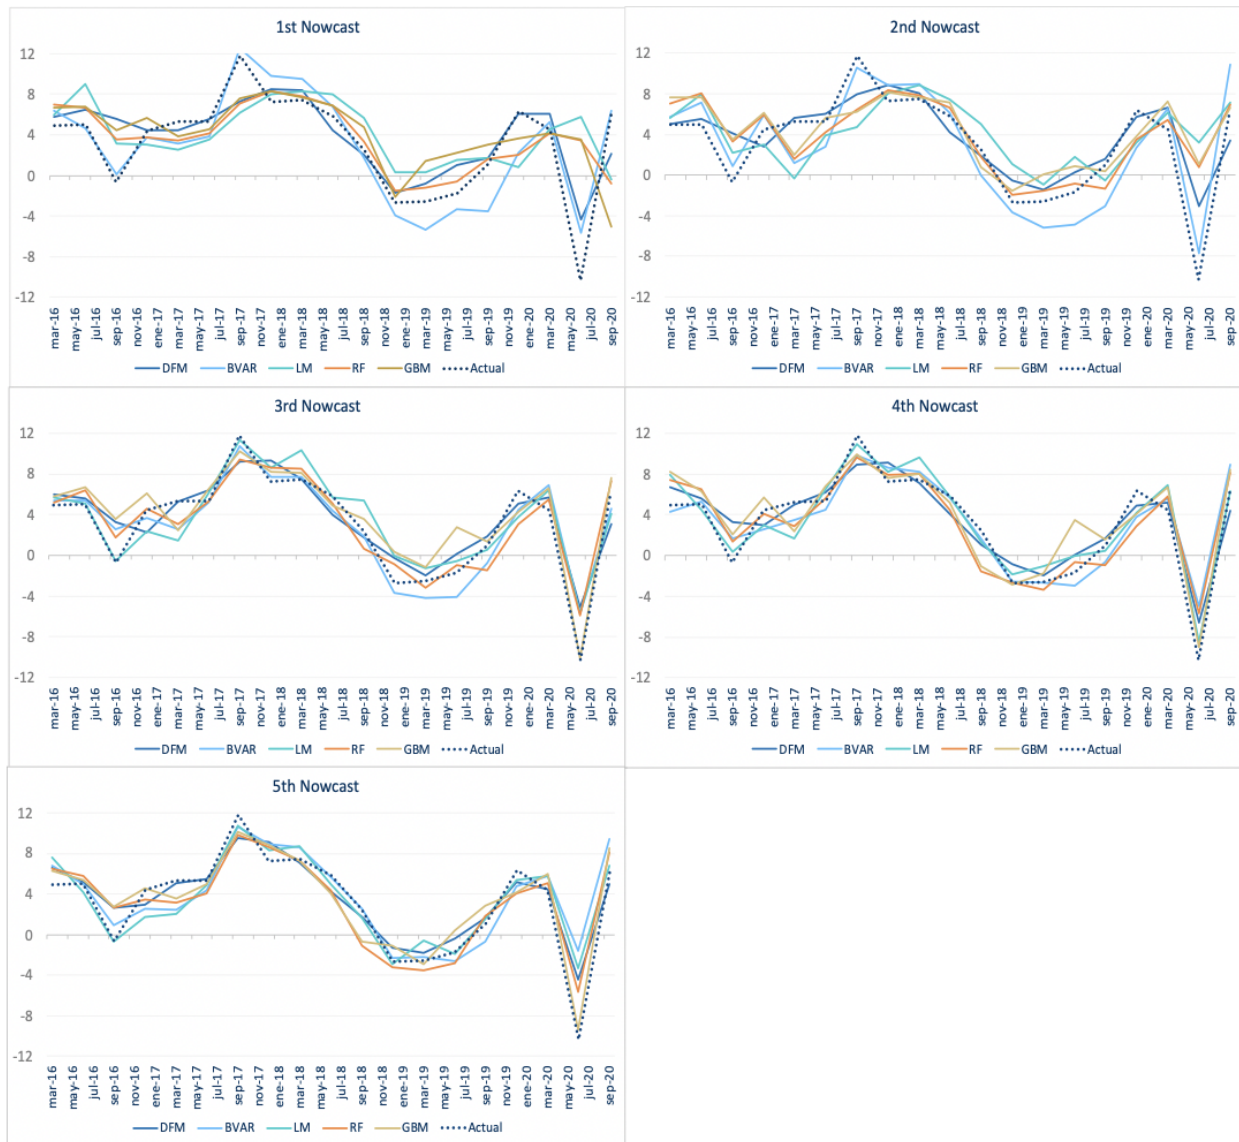 1st Nowcast
12
8
4
0
-4
-8
-12
mar-16 may-16 jul-16 sep-16 nov-16 ene-17 mar-17 may-17 jul-17 sep-17 nov-17 ene-18 mar-18 may-18 jul-18 sep-18 nov-18 ene-19 mar-19 may-19 jul-19 sep-19 nov-19 ene-20 mar-20 may-20 jul-20 sep-20
DFM BVAR LM RF GBM Actual
2nd Nowcast
12
8
4
0
-4
-8
-12
mar-16 may-16 jul-16 sep-16 nov-16 ene-17 mar-17 may-17 jul-17 sep-17 nov-17 ene-18 mar-18 may-18 jul-18 sep-18 nov-18 ene-19 mar-19 may-19 jul-19 sep-19 nov-19 ene-20 mar-20 may-20 jul-20 sep-20
DFM BVAR LM RF GBM Actual
3rd Nowcast
12
8
4
0
-4
-8
-12
mar-16 may-16 jul-16 sep-16 nov-16 ene-17 mar-17 may-17 jul-17 sep-17 nov-17 ene-18 mar-18 may-18 jul-18 sep-18 nov-18 ene-19 mar-19 may-19 jul-19 sep-19 nov-19 ene-20 mar-20 may-20 jul-20 sep-20
DFM BVAR LM RF GBM Actual
4th Nowcast
12
8
4
0
-4
-8
-12
mar-16 may-16 jul-16 sep-16 nov-16 ene-17 mar-17 may-17 jul-17 sep-17 nov-17 ene-18 mar-18 may-18 jul-18 sep-18 nov-18 ene-19 mar-19 may-19 jul-19 sep-19 nov-19 ene-20 mar-20 may-20 jul-20 sep-20
DFM BVAR LM RF GBM Actual
5th Nowcast
12
8
4
0
-4
-8
-12
mar-16 may-16 jul-16 sep-16 nov-16 ene-17 mar-17 may-17 jul-17 sep-17 nov-17 ene-18 mar-18 may-18 jul-18 sep-18 nov-18 ene-19 mar-19 may-19 jul-19 sep-19 nov-19 ene-20 mar-20 may-20 jul-20 sep-20
DFM BVAR LM RF GBM Actual